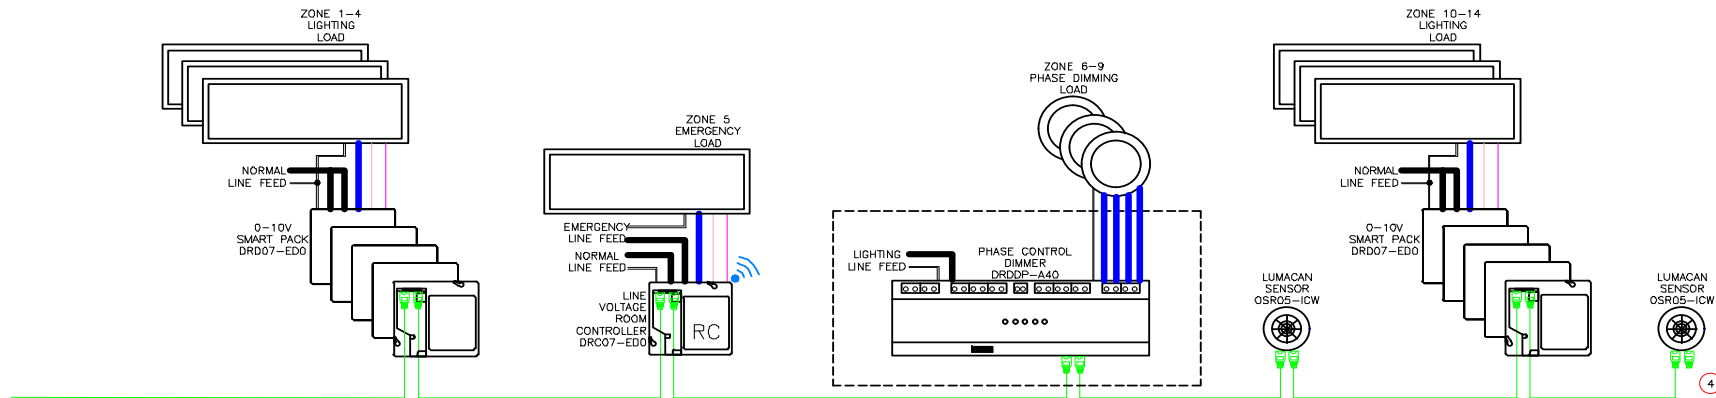 ZONE 1-4
LIGHTING
LOAD
NORMAL
LINE FEED
0-10V
SMART PACK
DRD07-ED0
ZONE 5
EMERGENCY
LOAD
EMERGENCY
LINE FEED
NORMAL
LINE FEED
LINE
VOLTAGE
ROOM
CONTROLLER
DRC07-ED0
RC
ZONE 6-9
PHASE DIMMING
LOAD
LIGHTING
LINE FEED
PHASE CONTROL
DIMMER
DRDDP-A40
LUMACAN
SENSOR
OSR05-ICW
ZONE 10-14
LIGHTING
LOAD
NORMAL
LINE FEED
0-10V
SMART PACK
DRD07-ED0
LUMACAN
SENSOR
OSR05-ICW
4